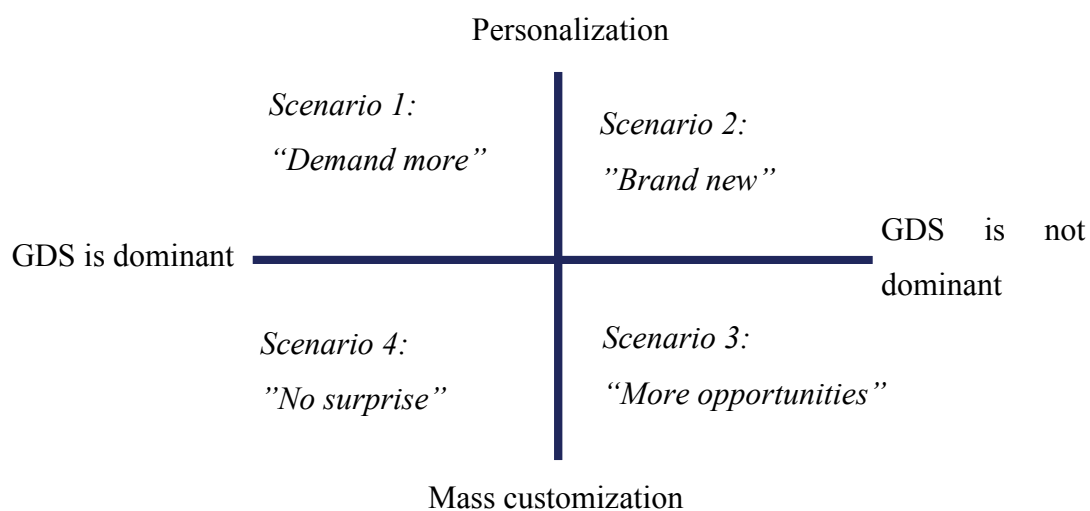 Personalization
Scenario 1:
“Demand more”
Scenario 2:
”Brand new”
GDS is dominant
GDS is not
dominant
Scenario 4:
”No surprise”
Scenario 3:
“More opportunities”
Mass customization